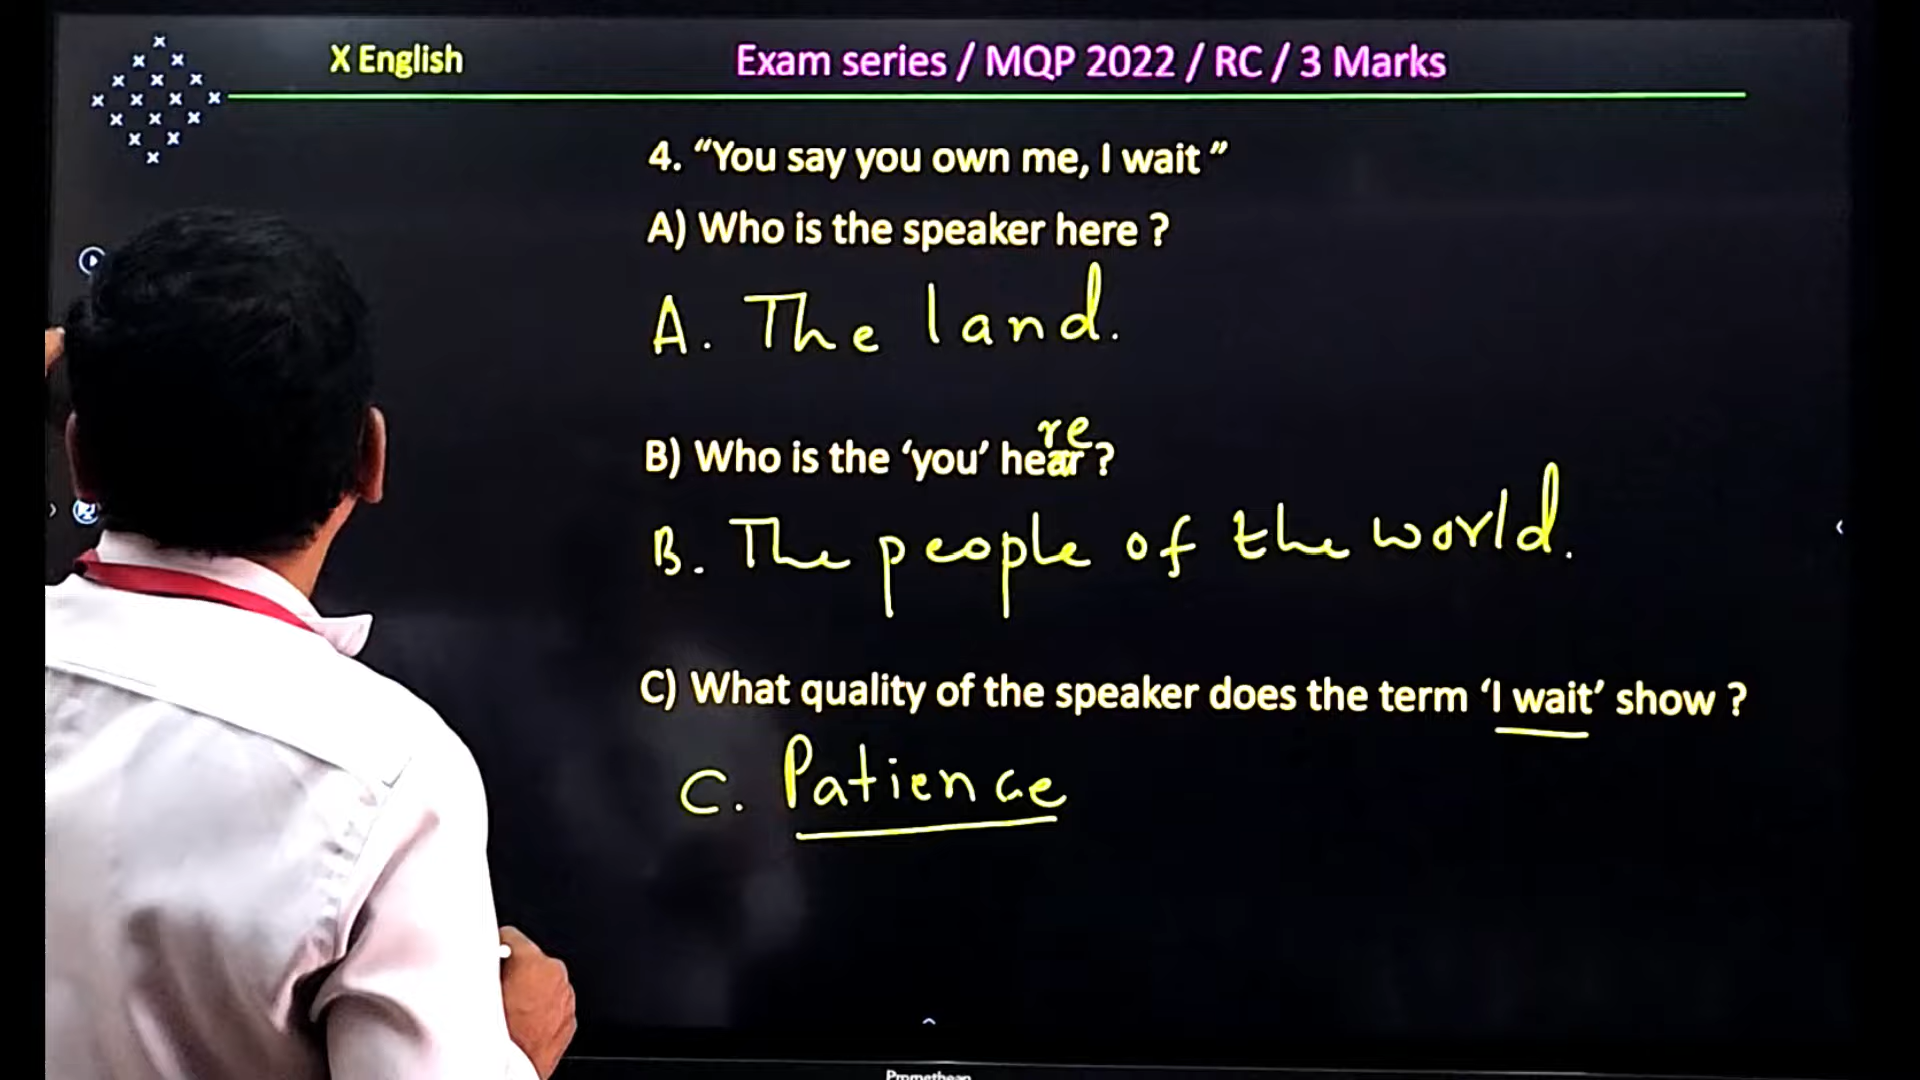 X English
Exam series / MQP 2022 / RC / 3 Marks
4. “You say you own me, I wait ”
A) Who is the speaker here ?
A. The land.
re
B) Who is the ‘you’ hear ?
B. The people of the world.
C) What quality of the speaker does the term ‘I wait’ show ?
C. Patience
Promethean